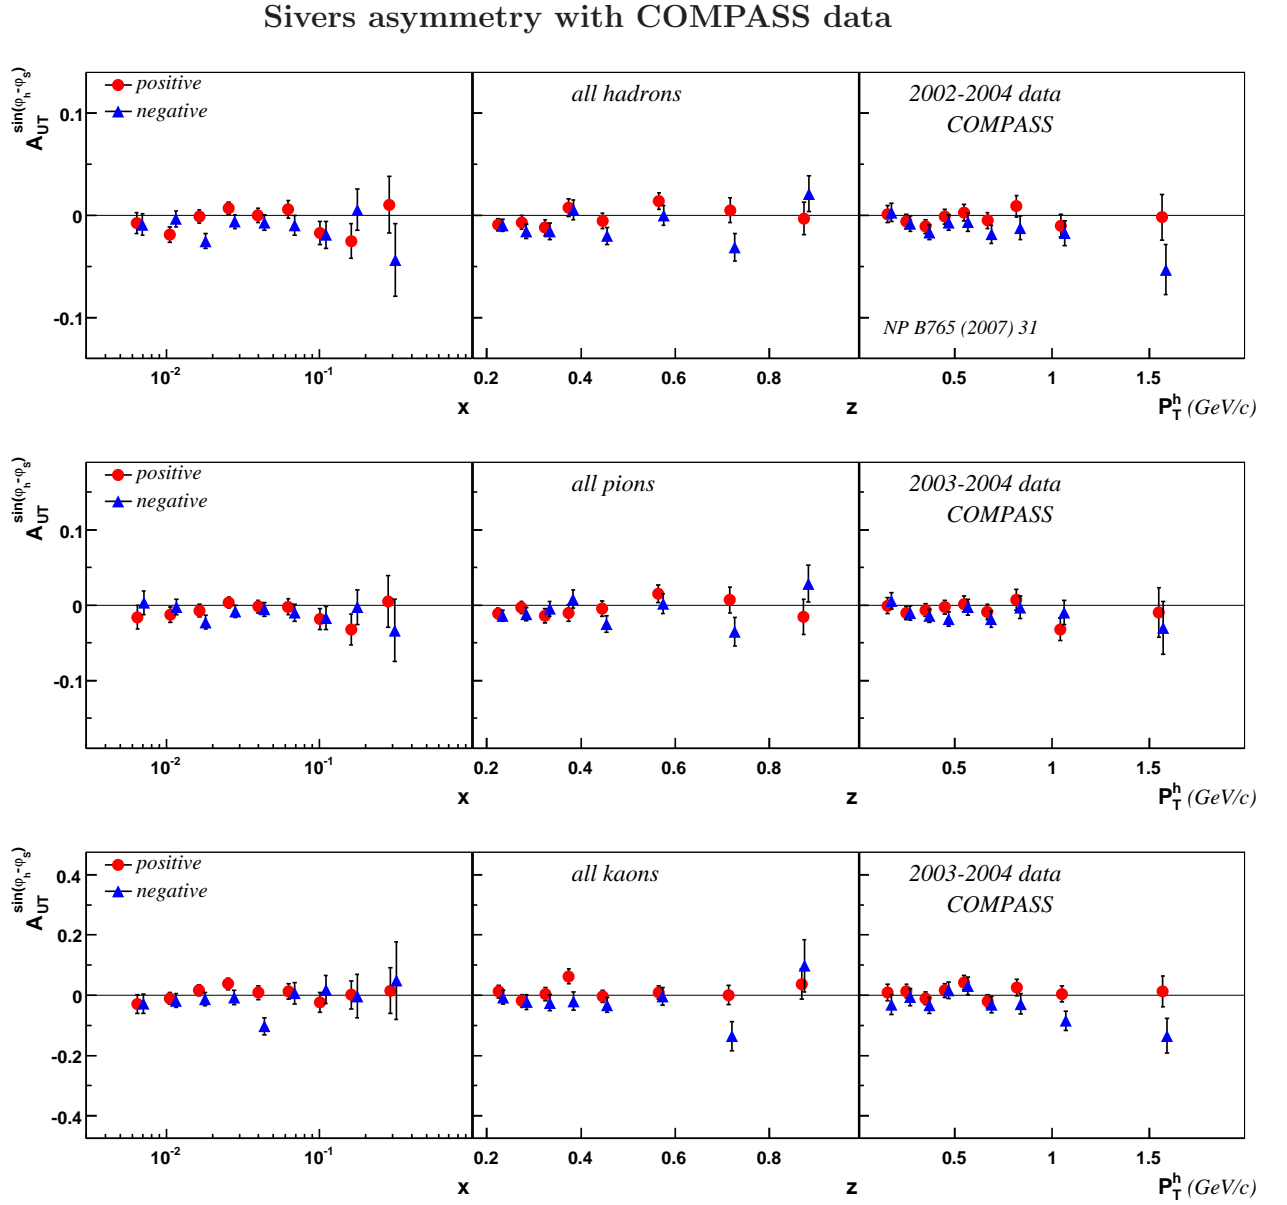 Sivers asymmetry with COMPASS data
A_UT^sin(φ_h-φ_S)
positive
negative
all hadrons
2002-2004 data
COMPASS
NP B765 (2007) 31
0.1
0
-0.1
10^-2
10^-1
0.2
0.4
0.6
0.8
0.5
1
1.5
x
z
P_T^h (GeV/c)
A_UT^sin(φ_h-φ_S)
positive
negative
all pions
2003-2004 data
COMPASS
0.1
0
-0.1
10^-2
10^-1
0.2
0.4
0.6
0.8
0.5
1
1.5
x
z
P_T^h (GeV/c)
A_UT^sin(φ_h-φ_S)
positive
negative
all kaons
2003-2004 data
COMPASS
0.4
0.2
0
-0.2
-0.4
10^-2
10^-1
0.2
0.4
0.6
0.8
0.5
1
1.5
x
z
P_T^h (GeV/c)